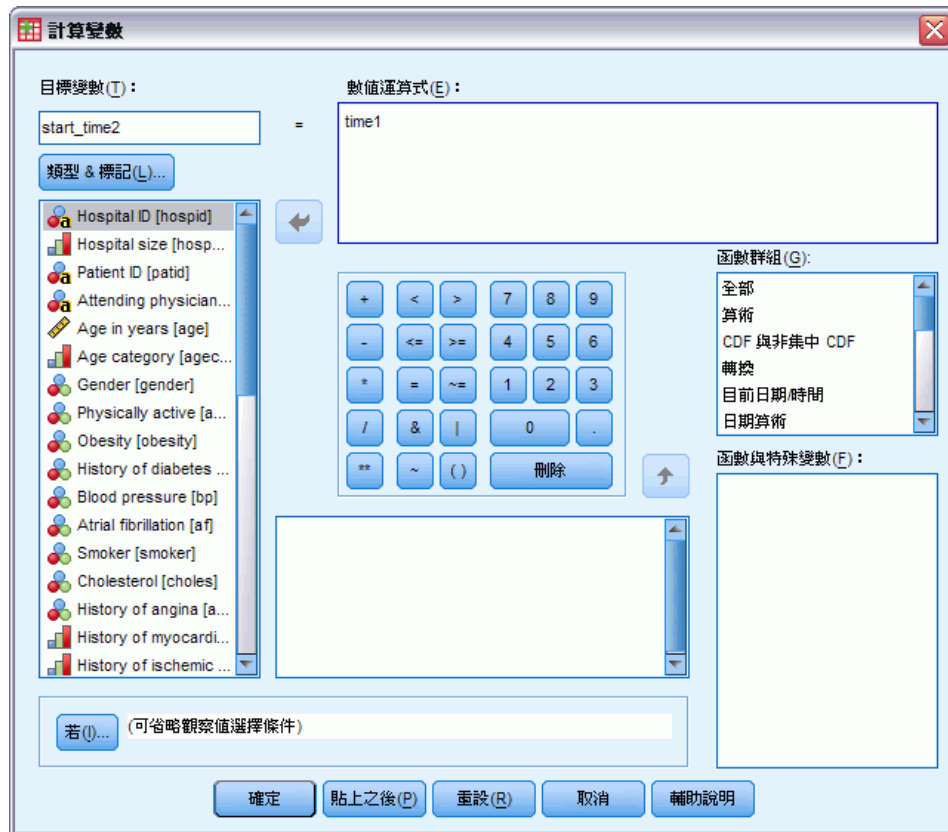 計算變數
目標變數(T)：
start_time2
=
類型 & 標記(L)...
數值運算式(E)：
time1
Hospital ID [hospid]
Hospital size [hosp...
Patient ID [patid]
Attending physician...
Age in years [age]
Age category [agec...
Gender [gender]
Physically active [a...
Obesity [obesity]
History of diabetes ...
Blood pressure [bp]
Atrial fibrillation [af]
Smoker [smoker]
Cholesterol [choles]
History of angina [a...
History of myocardi...
History of ischemic ...
+ < > 7 8 9
- <= >= 4 5 6
* = ~= 1 2 3
/ & | 0 .
** ~ ( ) 刪除
函數群組(G):
全部
算術
CDF 與非集中 CDF
轉換
目前日期/時間
日期算術
函數與特殊變數(F)：
若(I)...
(可省略觀察值選擇條件)
確定 貼上之後(P) 重設(R) 取消 輔助說明